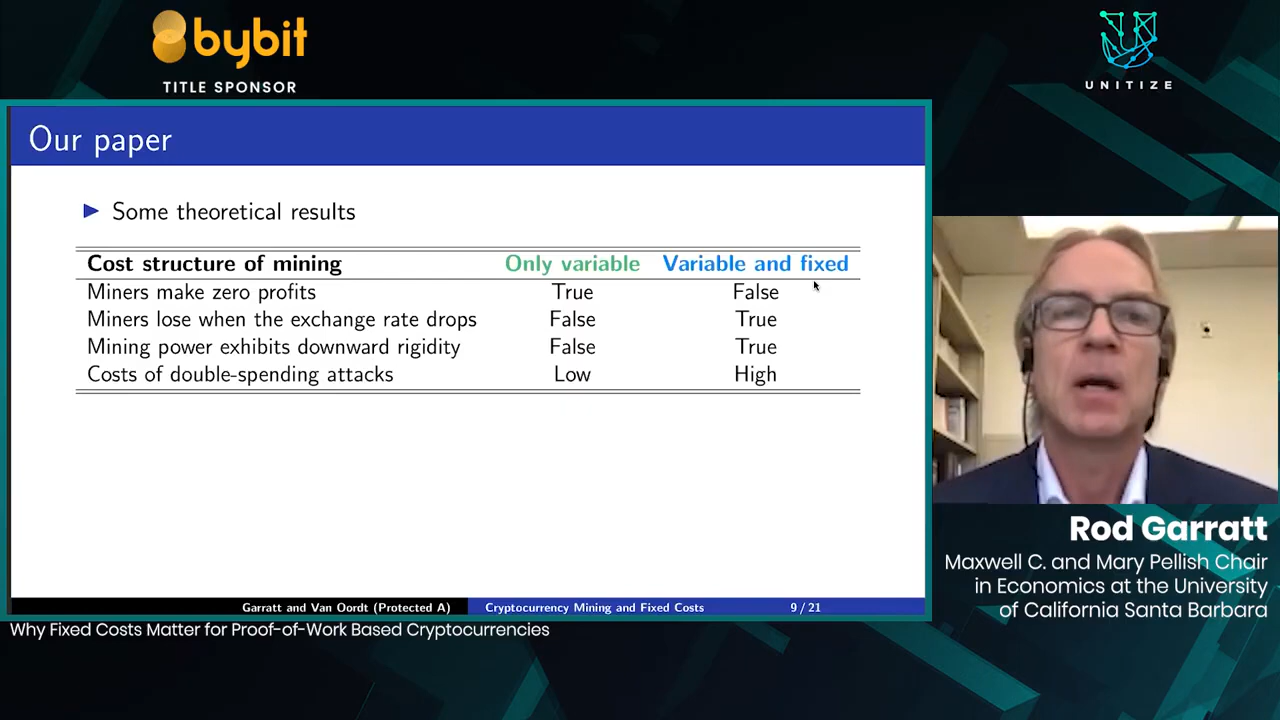 bybit
TITLE SPONSOR
UNITIZE
Our paper
Some theoretical results
Cost structure of mining Only variable Variable and fixed
Miners make zero profits True False
Miners lose when the exchange rate drops False True
Mining power exhibits downward rigidity False True
Costs of double-spending attacks Low High
Garratt and Van Oordt (Protected A) Cryptocurrency Mining and Fixed Costs 9 / 21
Why Fixed Costs Matter for Proof-of-Work Based Cryptocurrencies
Rod Garratt
Maxwell C. and Mary Pellish Chair
in Economics at the University
of California Santa Barbara